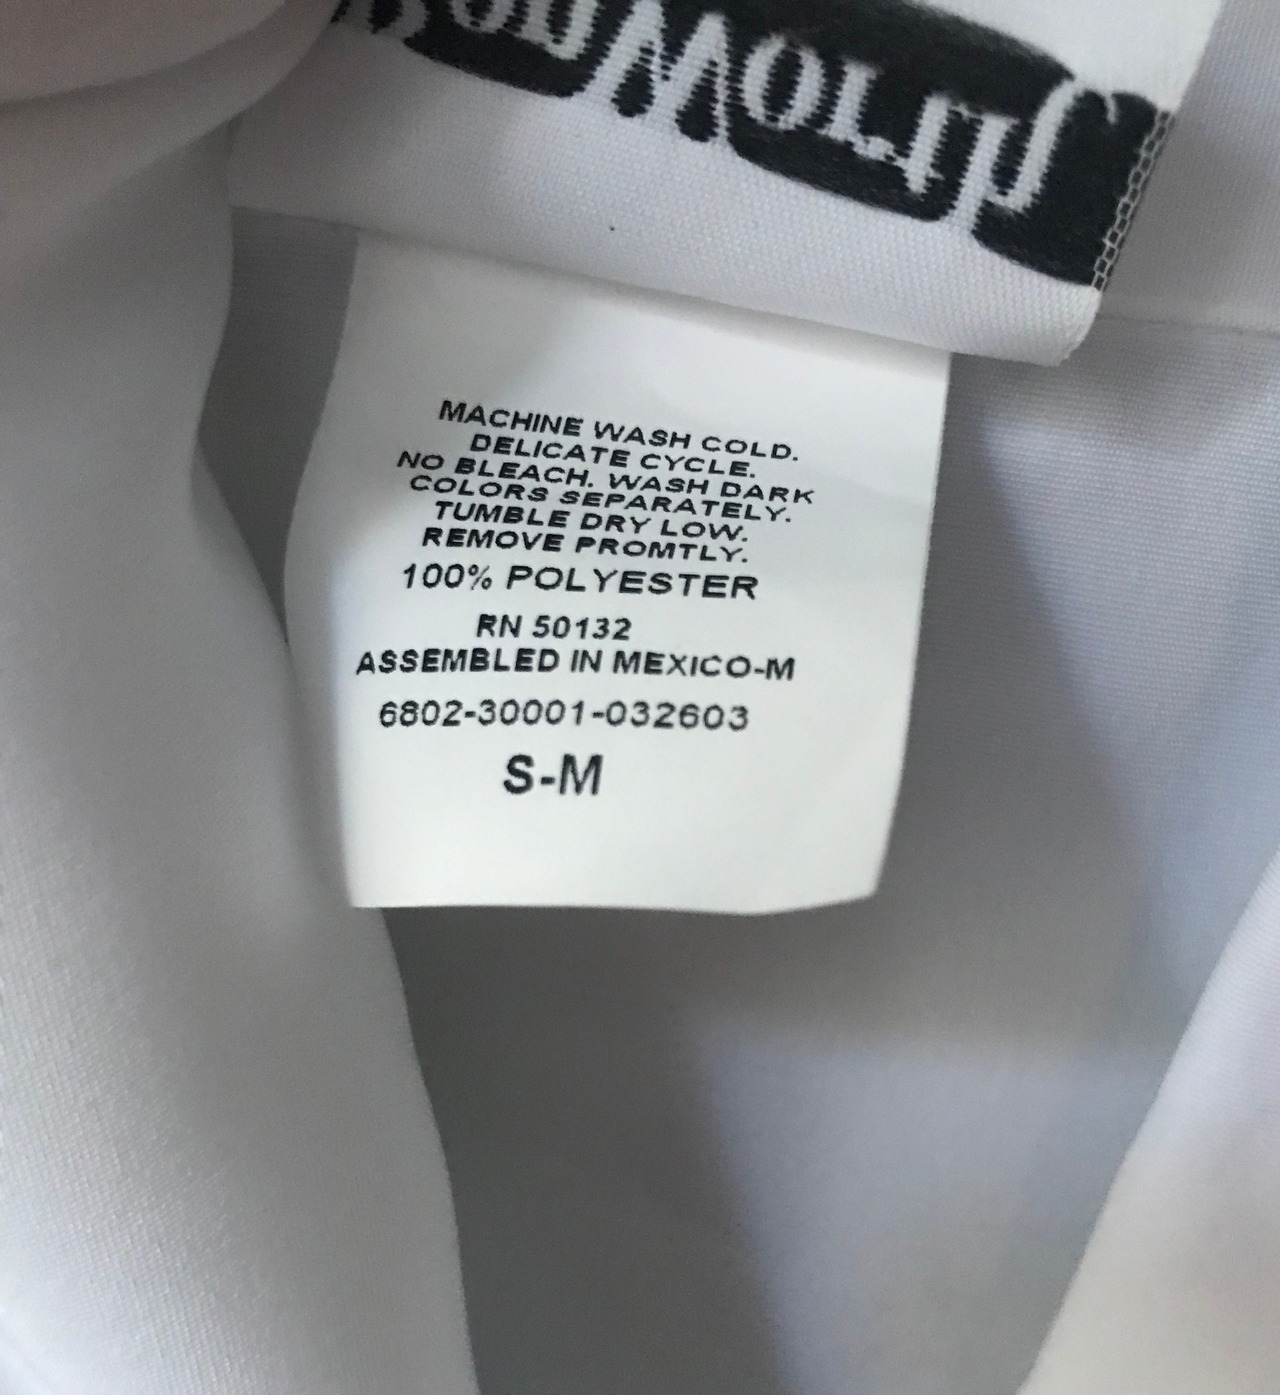 MACHINE WASH COLD.
DELICATE CYCLE.
NO BLEACH. WASH DARK
COLORS SEPARATELY.
TUMBLE DRY LOW.
REMOVE PROMTLY.
100% POLYESTER
RN 50132
ASSEMBLED IN MEXICO-M
6802-30001-032603
S-M